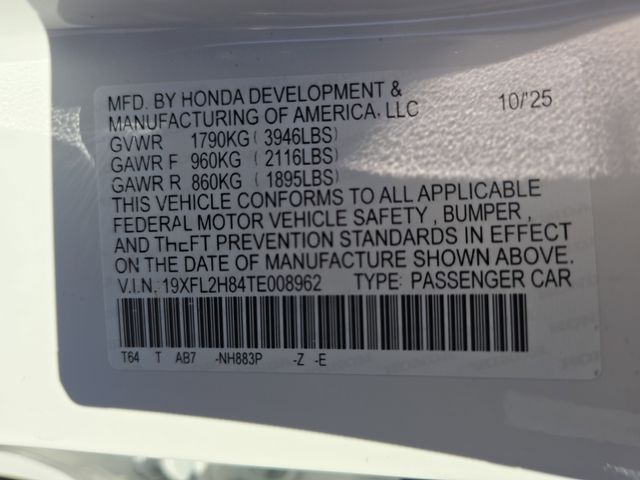 MFD. BY HONDA DEVELOPMENT &
MANUFACTURING OF AMERICA, LLC 10/'25
GVWR 1790KG ( 3946LBS)
GAWR F 960KG ( 2116LBS)
GAWR R 860KG ( 1895LBS)
THIS VEHICLE CONFORMS TO ALL APPLICABLE
FEDERAL MOTOR VEHICLE SAFETY , BUMPER ,
AND THEFT PREVENTION STANDARDS IN EFFECT
ON THE DATE OF MANUFACTURE SHOWN ABOVE.
V.I.N. 19XFL2H84TE008962 TYPE: PASSENGER CAR
T64 T AB7 -NH883P -Z -E